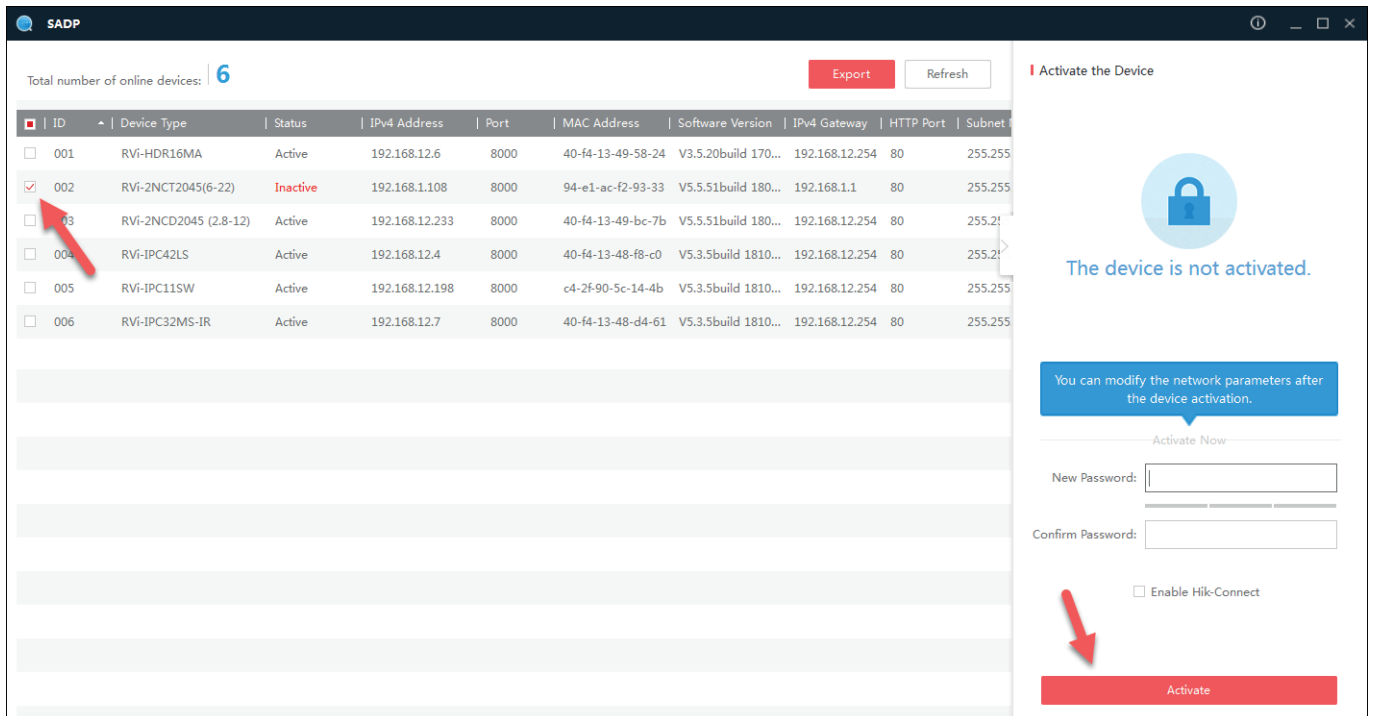 SADP
Total number of online devices: 6
Export
Refresh
ID | Device Type | Status | IPv4 Address | Port | MAC Address | Software Version | IPv4 Gateway | HTTP Port | Subnet
001 RVi-HDR16MA Active 192.168.12.6 8000 40-f4-13-49-58-24 V3.5.20build 170... 192.168.12.254 80 255.255
002 RVi-2NCT2045(6-22) Inactive 192.168.1.108 8000 94-e1-ac-f2-93-33 V5.5.51build 180... 192.168.1.1 80 255.255
003 RVi-2NCD2045 (2.8-12) Active 192.168.12.233 8000 40-f4-13-49-bc-7b V5.5.51build 180... 192.168.12.254 80 255.2
004 RVi-IPC42LS Active 192.168.12.4 8000 40-f4-13-48-f8-c0 V5.3.5build 1810... 192.168.12.254 80 255.2
005 RVi-IPC11SW Active 192.168.12.198 8000 c4-2f-90-5c-14-4b V5.3.5build 1810... 192.168.12.254 80 255.255
006 RVi-IPC32MS-IR Active 192.168.12.7 8000 40-f4-13-48-d4-61 V5.3.5build 1810... 192.168.12.254 80 255.255
Activate the Device
The device is not activated.
You can modify the network parameters after
the device activation.
Activate Now
New Password:
Confirm Password:
Enable Hik-Connect
Activate